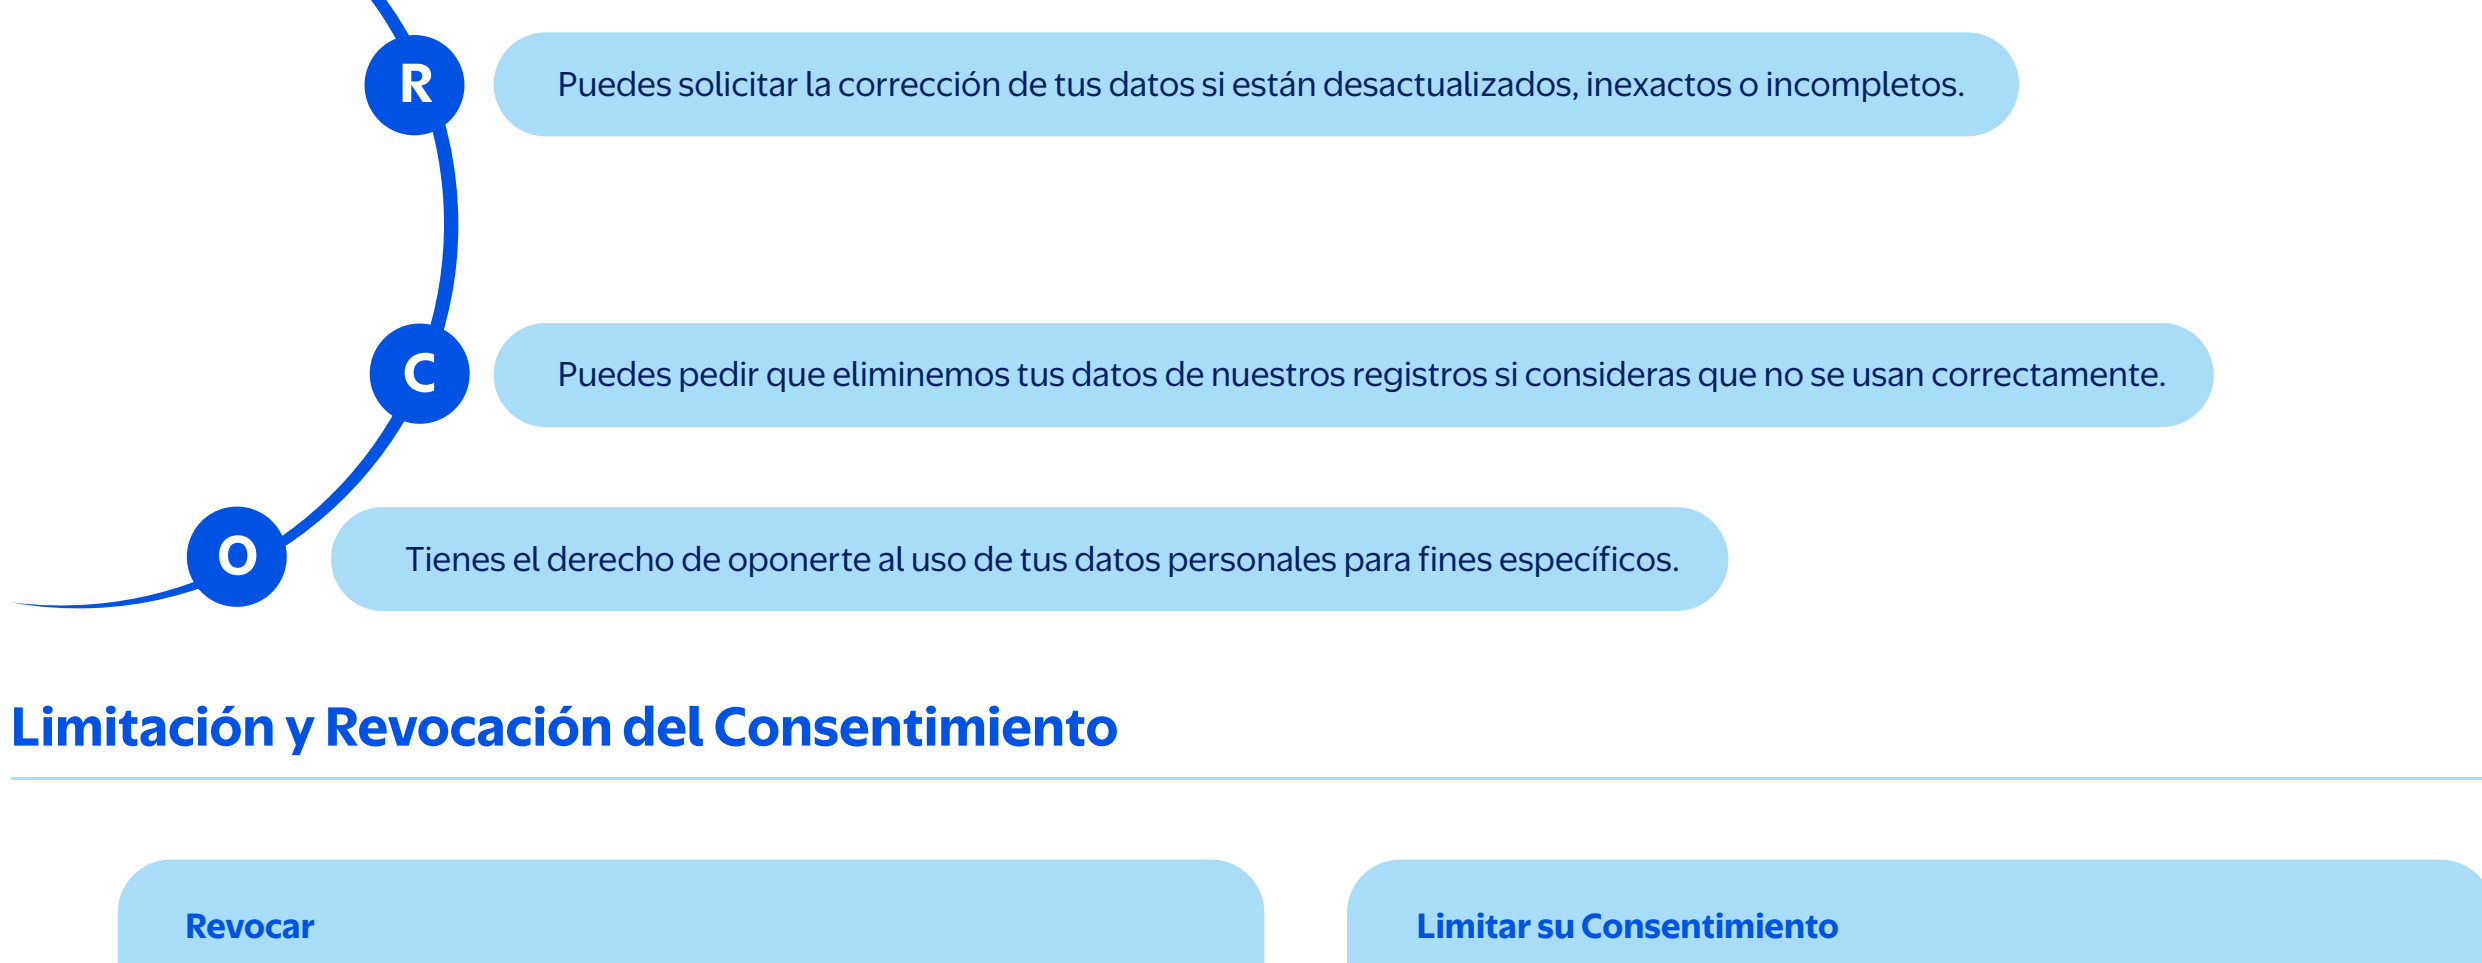 R
Puedes solicitar la corrección de tus datos si están desactualizados, inexactos o incompletos.
C
Puedes pedir que eliminemos tus datos de nuestros registros si consideras que no se usan correctamente.
O
Tienes el derecho de oponerte al uso de tus datos personales para fines específicos.
Limitación y Revocación del Consentimiento
Revocar
Limitar su Consentimiento